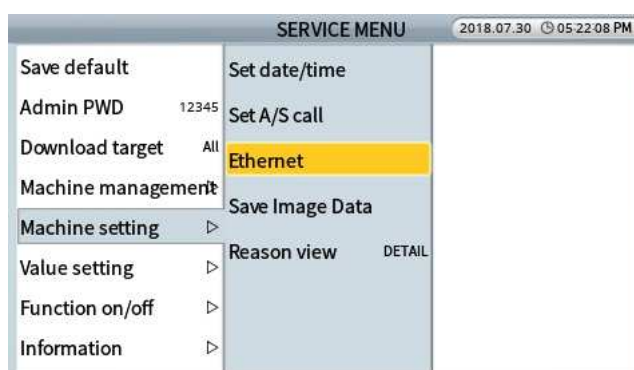 SERVICE MENU
2018.07.30 05:22:08 PM
Save default
Admin PWD 12345
Download target All
Machine management
Machine setting ▷
Value setting ▷
Function on/off ▷
Information ▷
Set date/time
Set A/S call
Ethernet
Save Image Data
Reason view DETAIL